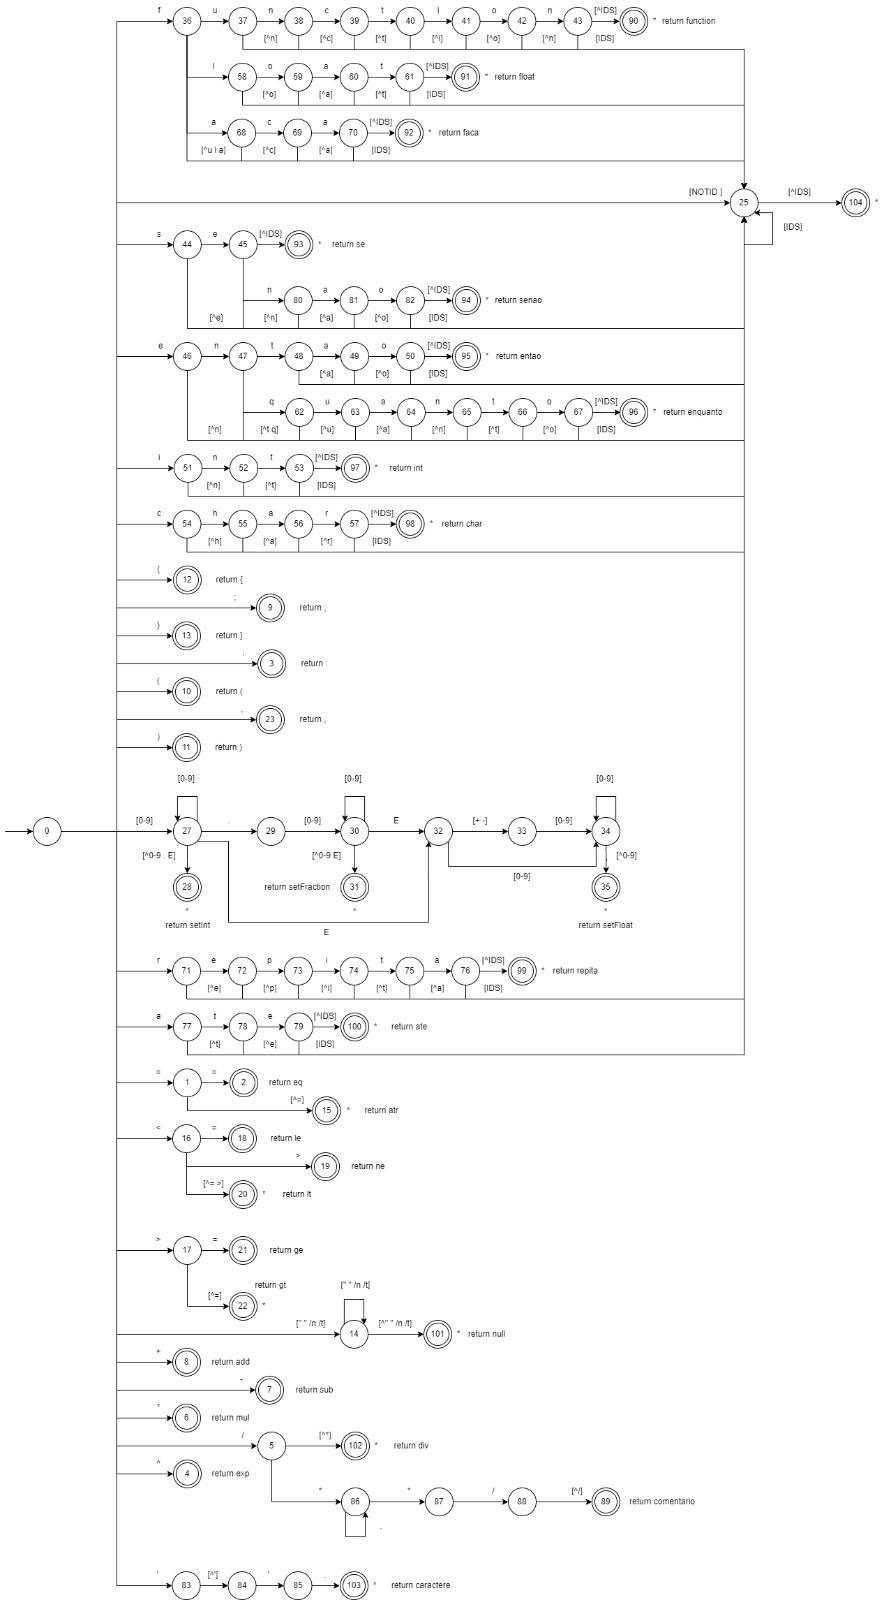 f u n c t i o n [^IDS]
36 37 38 39 40 41 42 43 90 * return function
[^n] [^c] [^t] [^i] [^o] [^n] [IDS]
l o a t [^IDS]
58 59 60 61 91 * return float
[^o] [^a] [^t] [IDS]
a c a [^IDS]
68 69 70 92 * return faca
[^u l a] [^c] [^a] [IDS]
[NOTID ] [^IDS]
25 104 *
[IDS]
s e [^IDS]
44 45 93 * return se
n a o [^IDS]
80 81 82 94 * return senao
[^e] [^n] [^a] [^o] [IDS]
e n t a o [^IDS]
46 47 48 49 50 95 * return entao
[^a] [^o] [IDS]
q u a n t o [^IDS]
62 63 64 65 66 67 96 * return enquanto
[^n] [^t q] [^u] [^a] [^n] [^t] [^o] [IDS]
i n t [^IDS]
51 52 53 97 * return int
[^n] [^t] [IDS]
c h a r [^IDS]
54 55 56 57 98 * return char
[^h] [^a] [^r] [IDS]
{
12 return {
;
9 return ;
}
13 return }
:
3 return :
(
10 return (
,
23 return ,
)
11 return )
[0-9] [0-9] [0-9]
[0-9] . [0-9] E [+ -] [0-9]
0 27 29 30 32 33 34
[^0-9 . E] [^0-9 E] [^0-9]
[0-9]
28 return setFraction 31 35
* * *
return setInt return setFloat
E
r e p i t a [^IDS]
71 72 73 74 75 76 99 * return repita
[^e] [^p] [^i] [^t] [^a] [IDS]
a t e [^IDS]
77 78 79 100 * return ate
[^t] [^e] [IDS]
= =
1 2 return eq
[^=]
15 * return atr
< =
16 18 return le
>
19 return ne
[^= >]
20 * return lt
> =
17 21 return ge
return gt
[^=]
22 *
[" " /n /t]
[" " /n /t] [^" " /n /t]
14 101 * return null
+
8 return add
-
7 return sub
*
6 return mul
/ [^*]
5 102 * return div
^
4 return exp
* * / [^/]
86 87 88 89 return comentario
.
' [^'] ' .
83 84 85 103 * return caractere